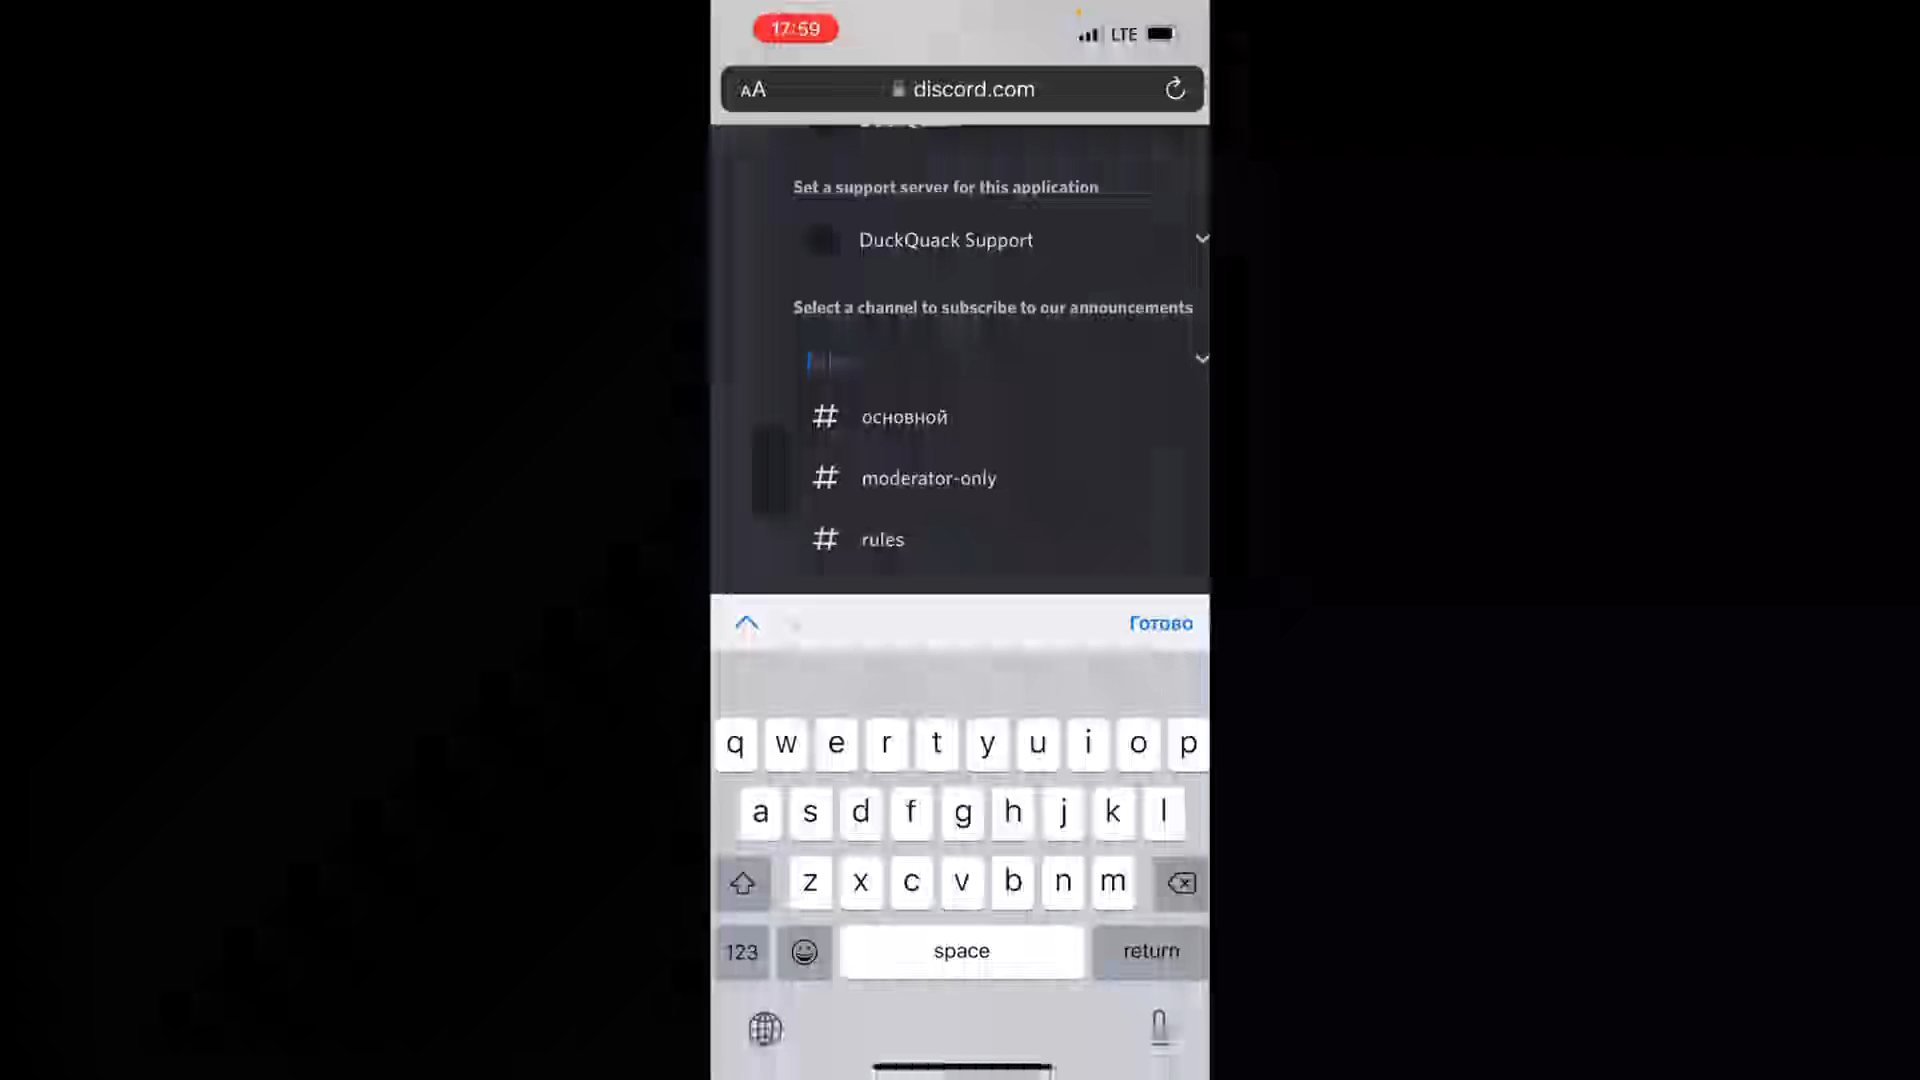 17:59
LTE
AA
discord.com
Set a support server for this application
DuckQuack Support
Select a channel to subscribe to our announcements
# основной
# moderator-only
# rules
Готово
q w e r t y u i o p
a s d f g h j k l
z x c v b n m
123
space
return